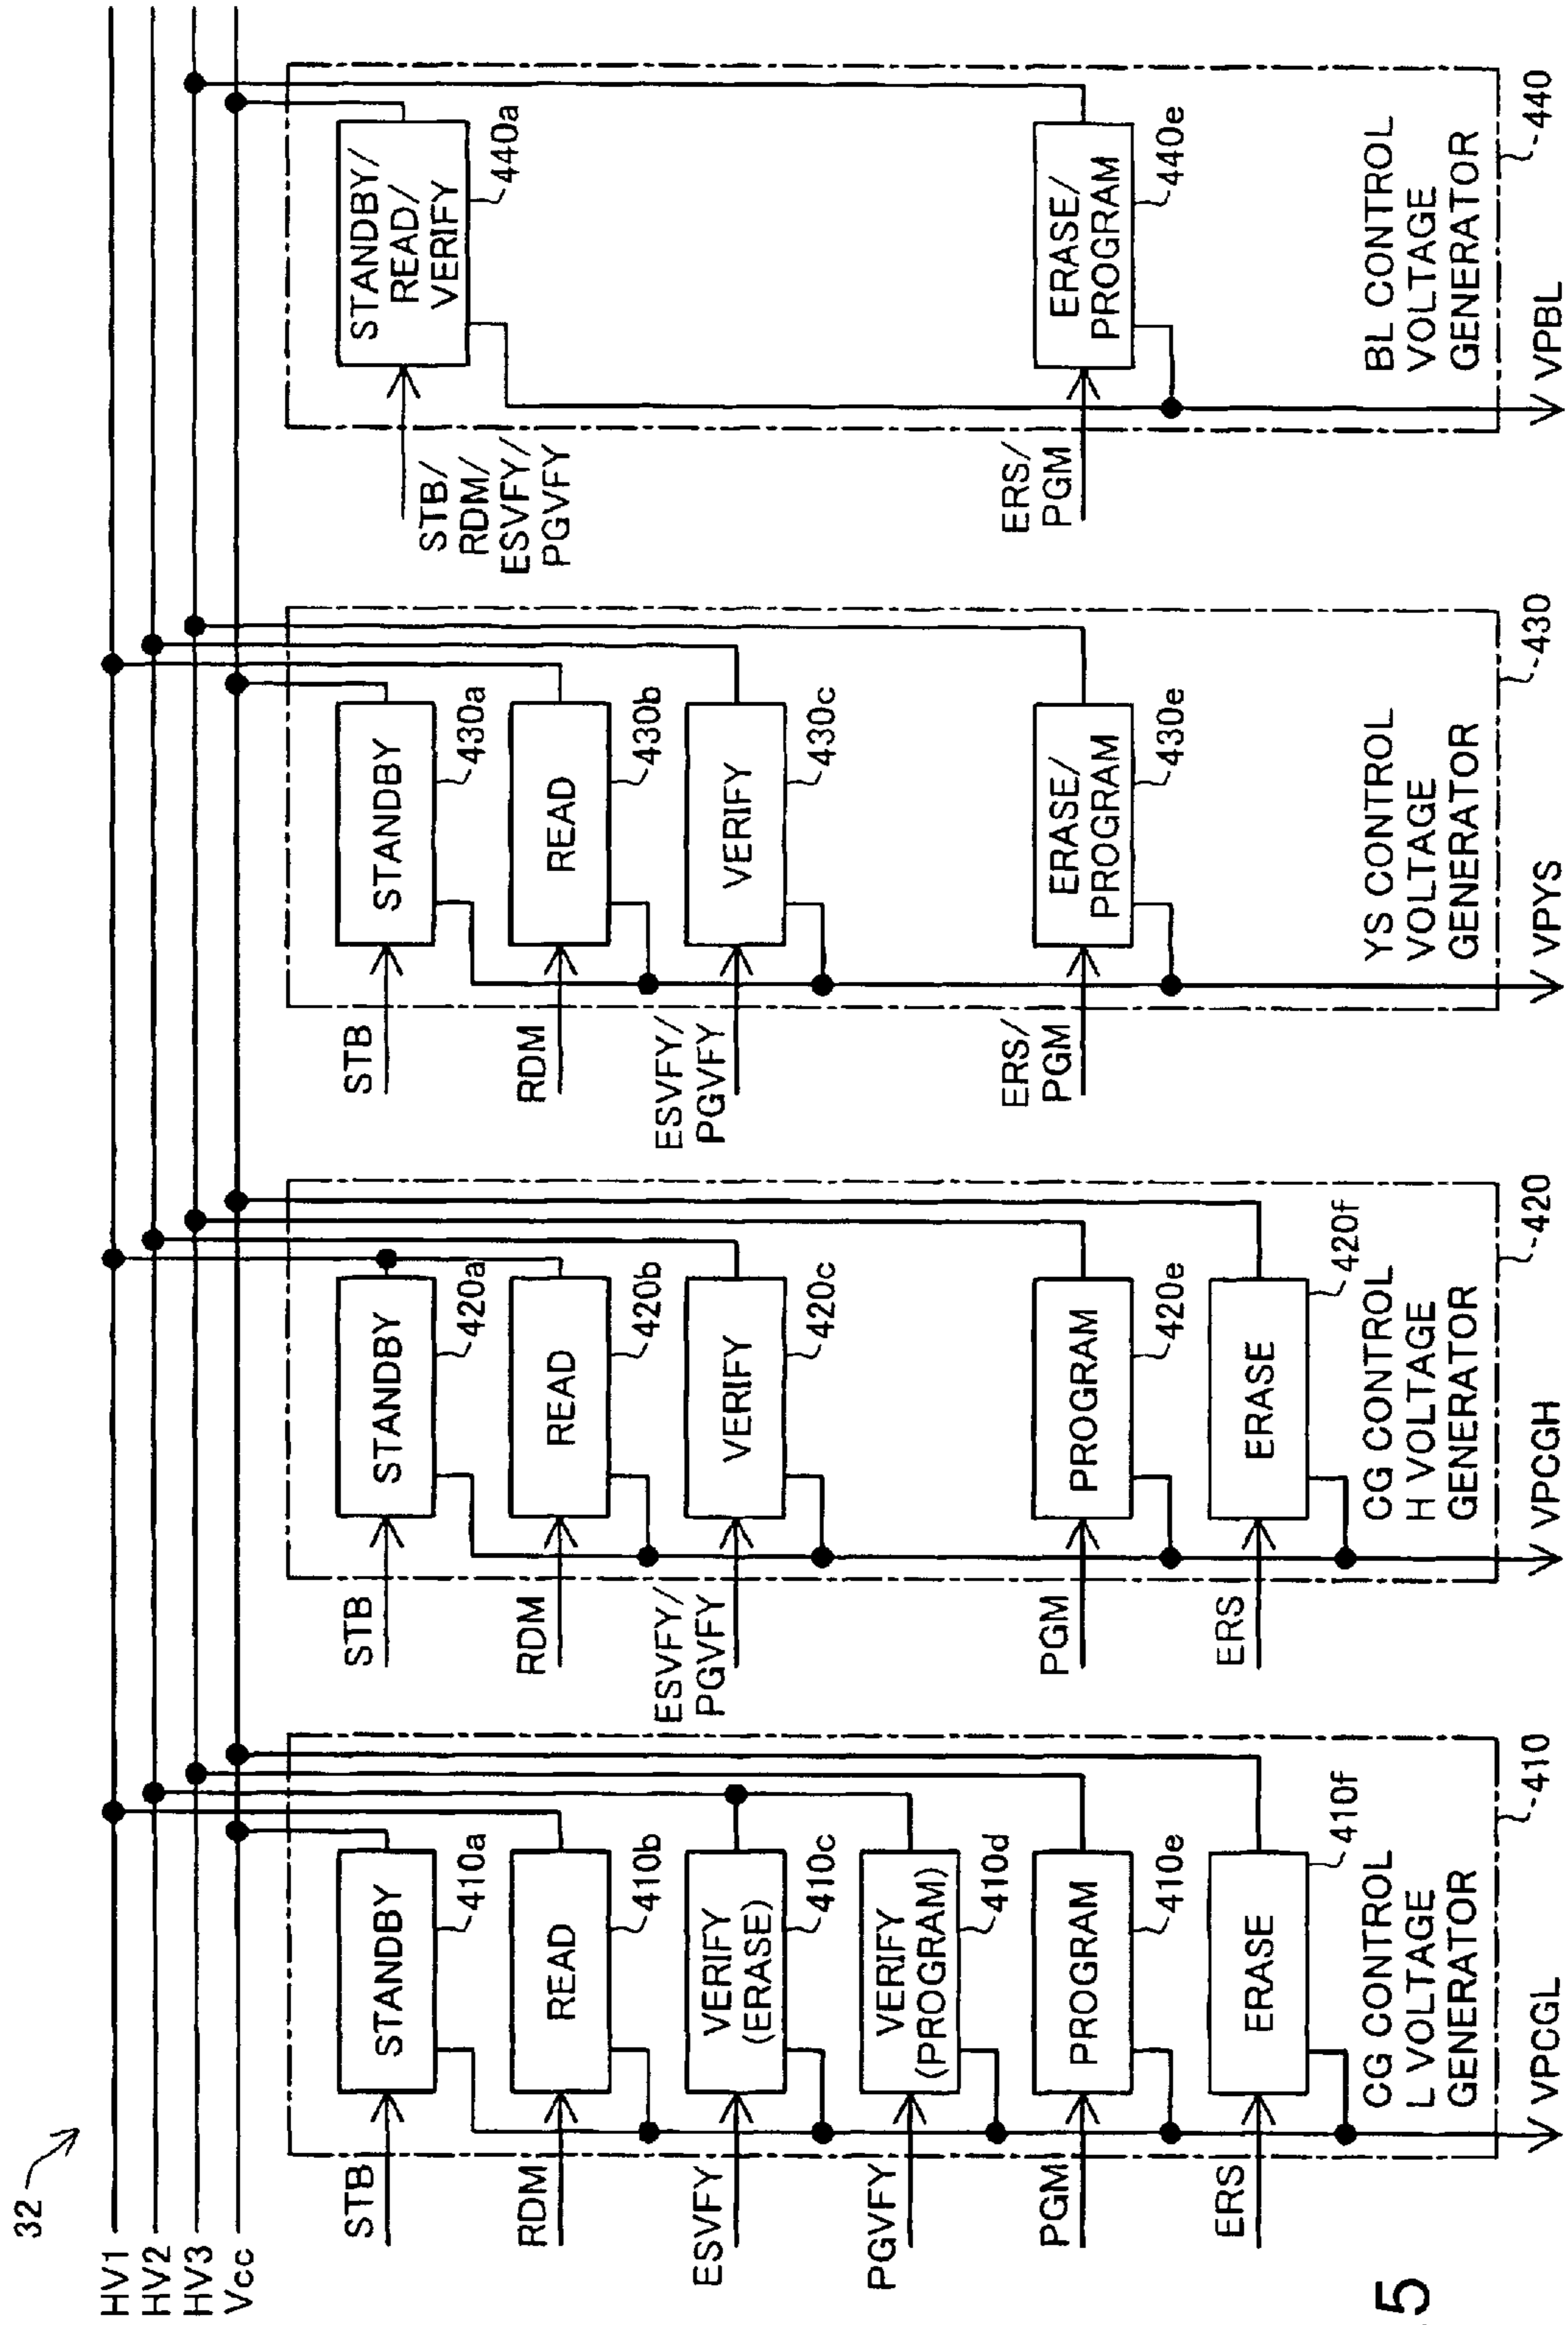 32
HV1
HV2
HV3
Vcc
STB
STANDBY
410a
RDM
READ
410b
ESVFY
VERIFY
(ERASE)
410c
PGVFY
VERIFY
(PROGRAM)
410d
PGM
PROGRAM
410e
ERS
ERASE
410f
CG CONTROL
L VOLTAGE
GENERATOR
410
VPCGL
STB
STANDBY
420a
RDM
READ
420b
ESVFY/
PGVFY
VERIFY
420c
PGM
PROGRAM
420e
ERS
ERASE
420f
CG CONTROL
H VOLTAGE
GENERATOR
420
VPCGH
STB
STANDBY
430a
RDM
READ
430b
ESVFY/
PGVFY
VERIFY
430c
ERS/
PGM
ERASE/
PROGRAM
430e
YS CONTROL
VOLTAGE
GENERATOR
430
VPYS
STB/
RDM/
ESVFY/
PGVFY
STANDBY/
READ/
VERIFY
440a
ERS/
PGM
ERASE/
PROGRAM
440e
BL CONTROL
VOLTAGE
GENERATOR
440
VPBL
5